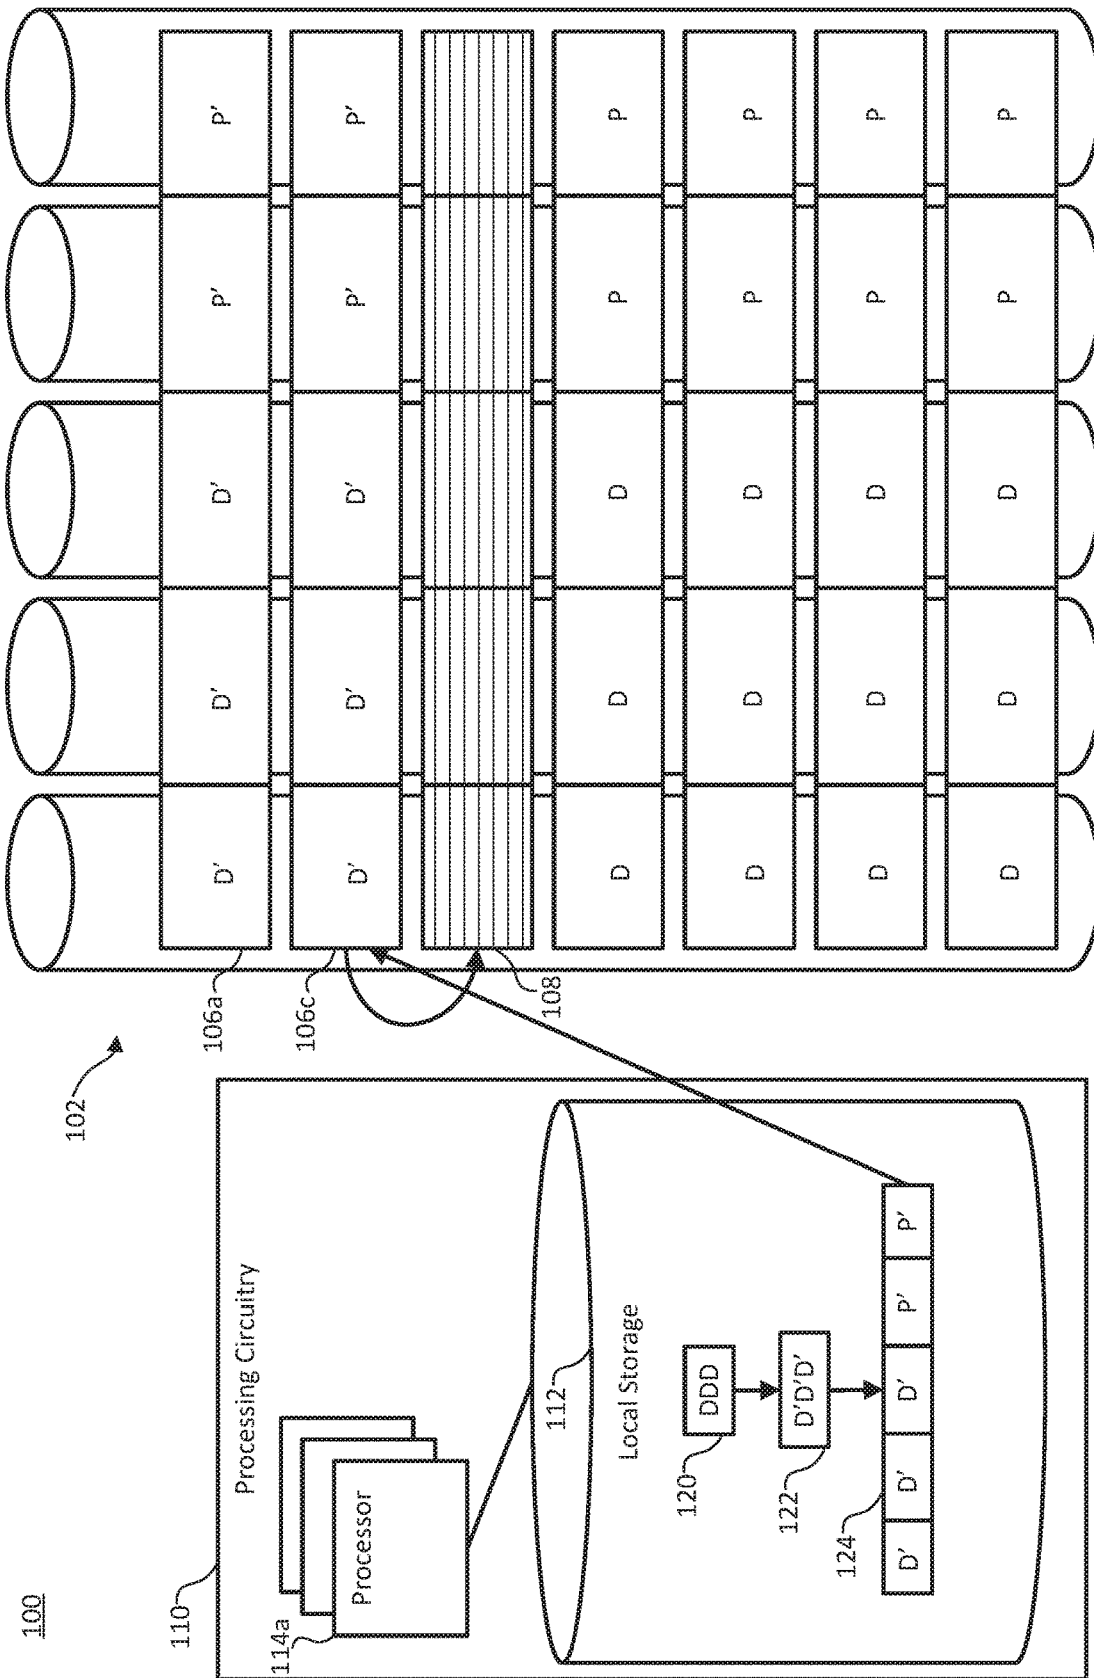 100
110
Processing Circuitry
114a
Processor
112
Local Storage
120
DDD
122
D'D'D'
124
D' D' D' P' P'
102
106a
D' D' D' P' P'
106c
D' D' D' P' P'
108
D D D P P
D D D P P
D D D P P
D D D P P